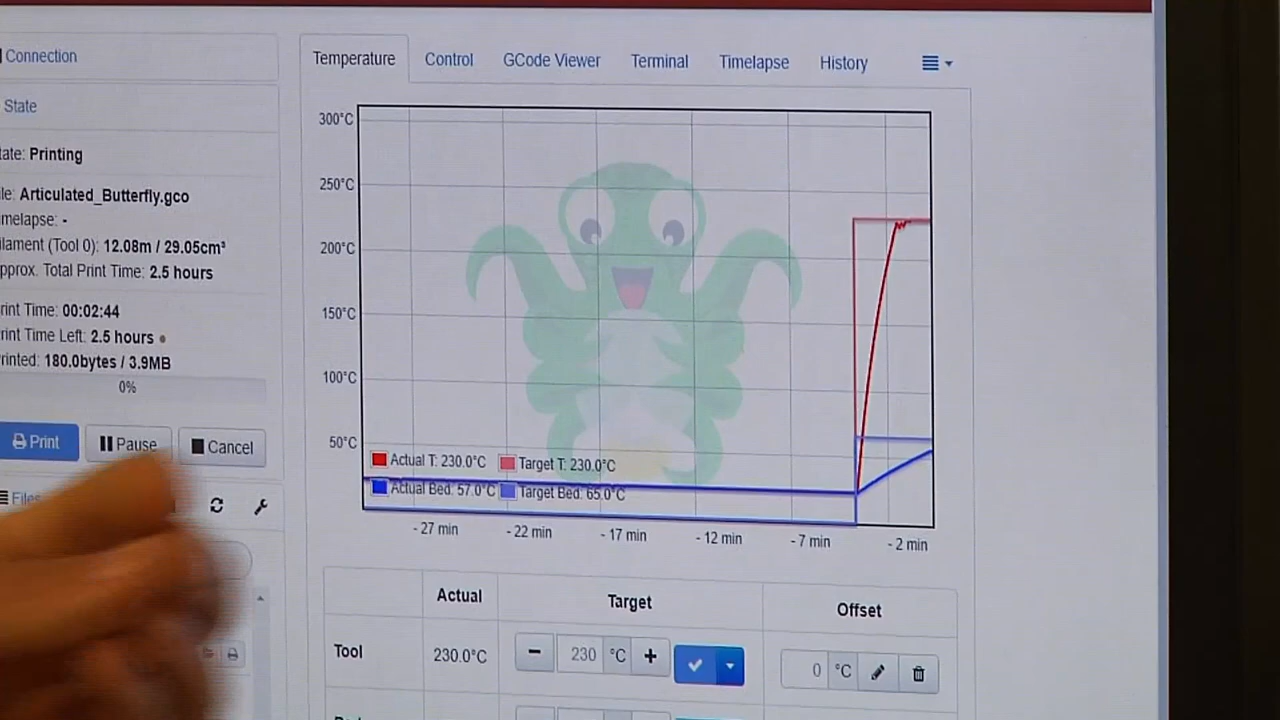 Connection
State
tate: Printing
le: Articulated_Butterfly.gco
imelapse: -
ilament (Tool 0): 12.08m / 29.05cm³
pprox. Total Print Time: 2.5 hours
rint Time: 00:02:44
rint Time Left: 2.5 hours
rinted: 180.0bytes / 3.9MB
0%
Print Pause Cancel
Files
Temperature Control GCode Viewer Terminal Timelapse History
300°C
250°C
200°C
150°C
100°C
50°C
Actual T: 230.0°C Target T: 230.0°C
Actual Bed: 57.0°C Target Bed: 65.0°C
- 27 min - 22 min - 17 min - 12 min - 7 min - 2 min
Actual Target Offset
Tool 230.0°C 230 °C 0 °C